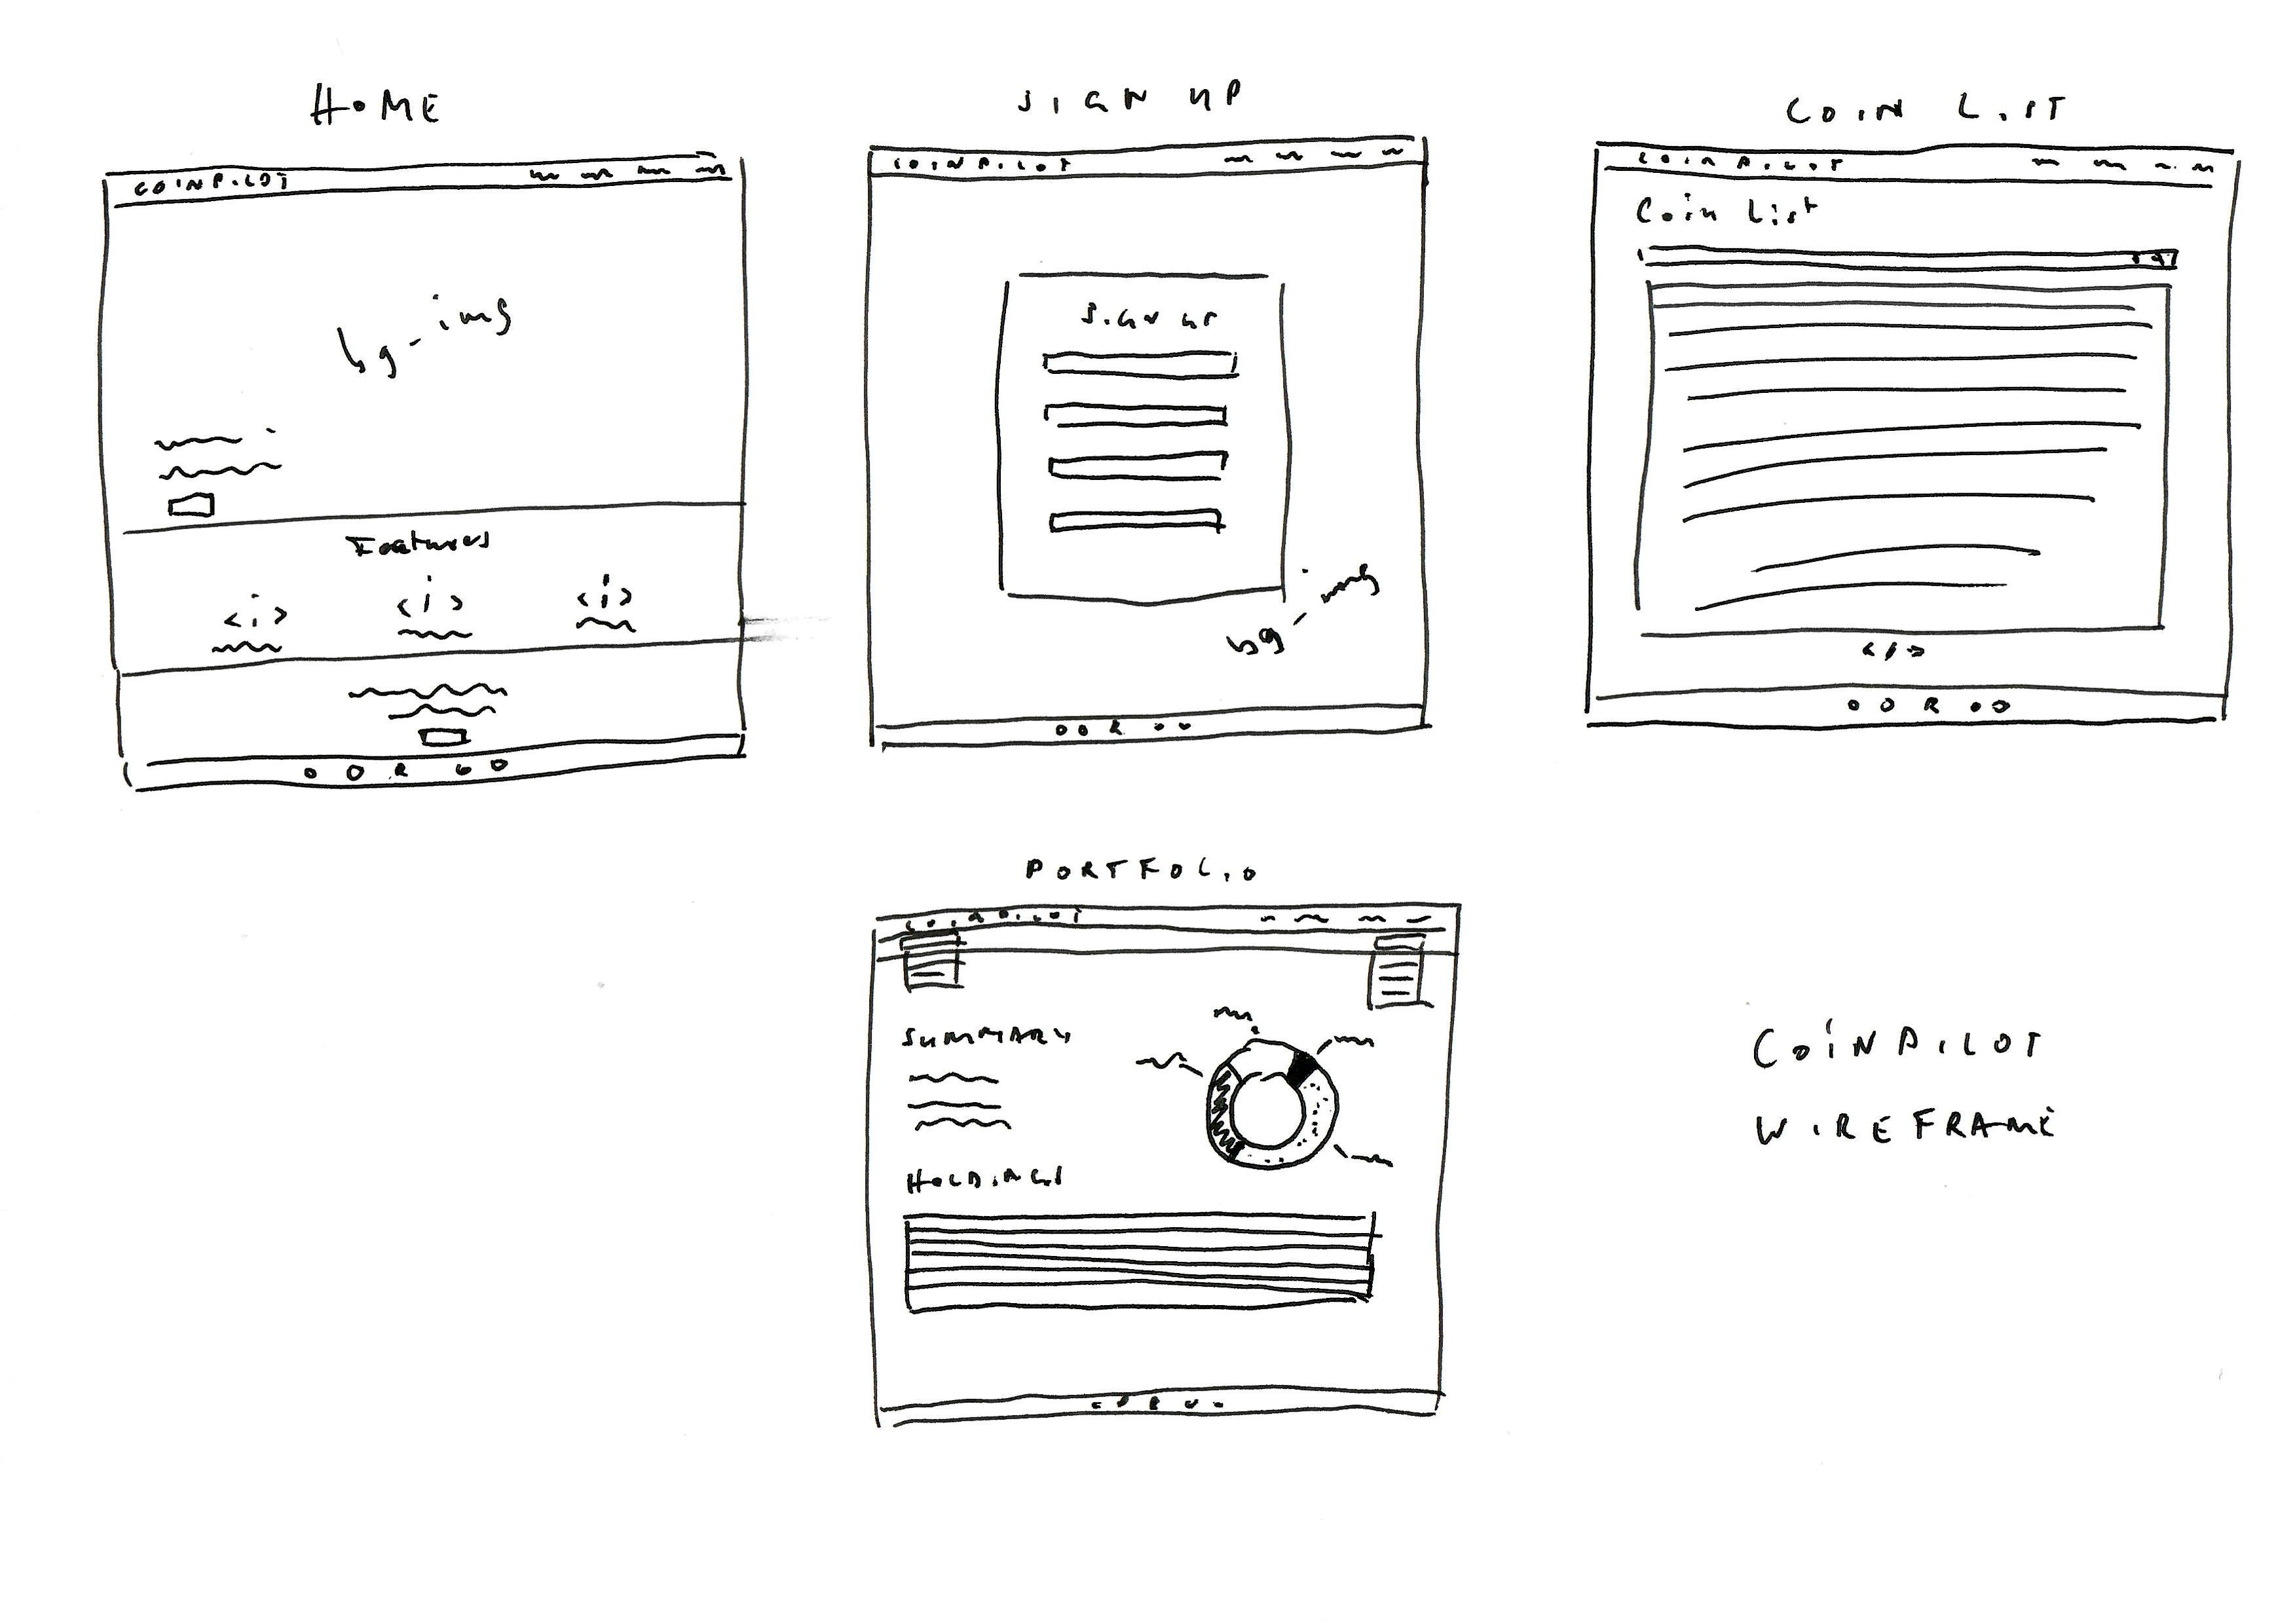 HOME
COINPILOT
bg-img
Features
<i> <i> <i>
SIGN UP
COINPILOT
SIGN UP
bg-img
COIN LIST
COINPILOT
Coin List
PORTFOLIO
COINPILOT
SUMMARY
HOLDINGS
COINPILOT
WIREFRAME